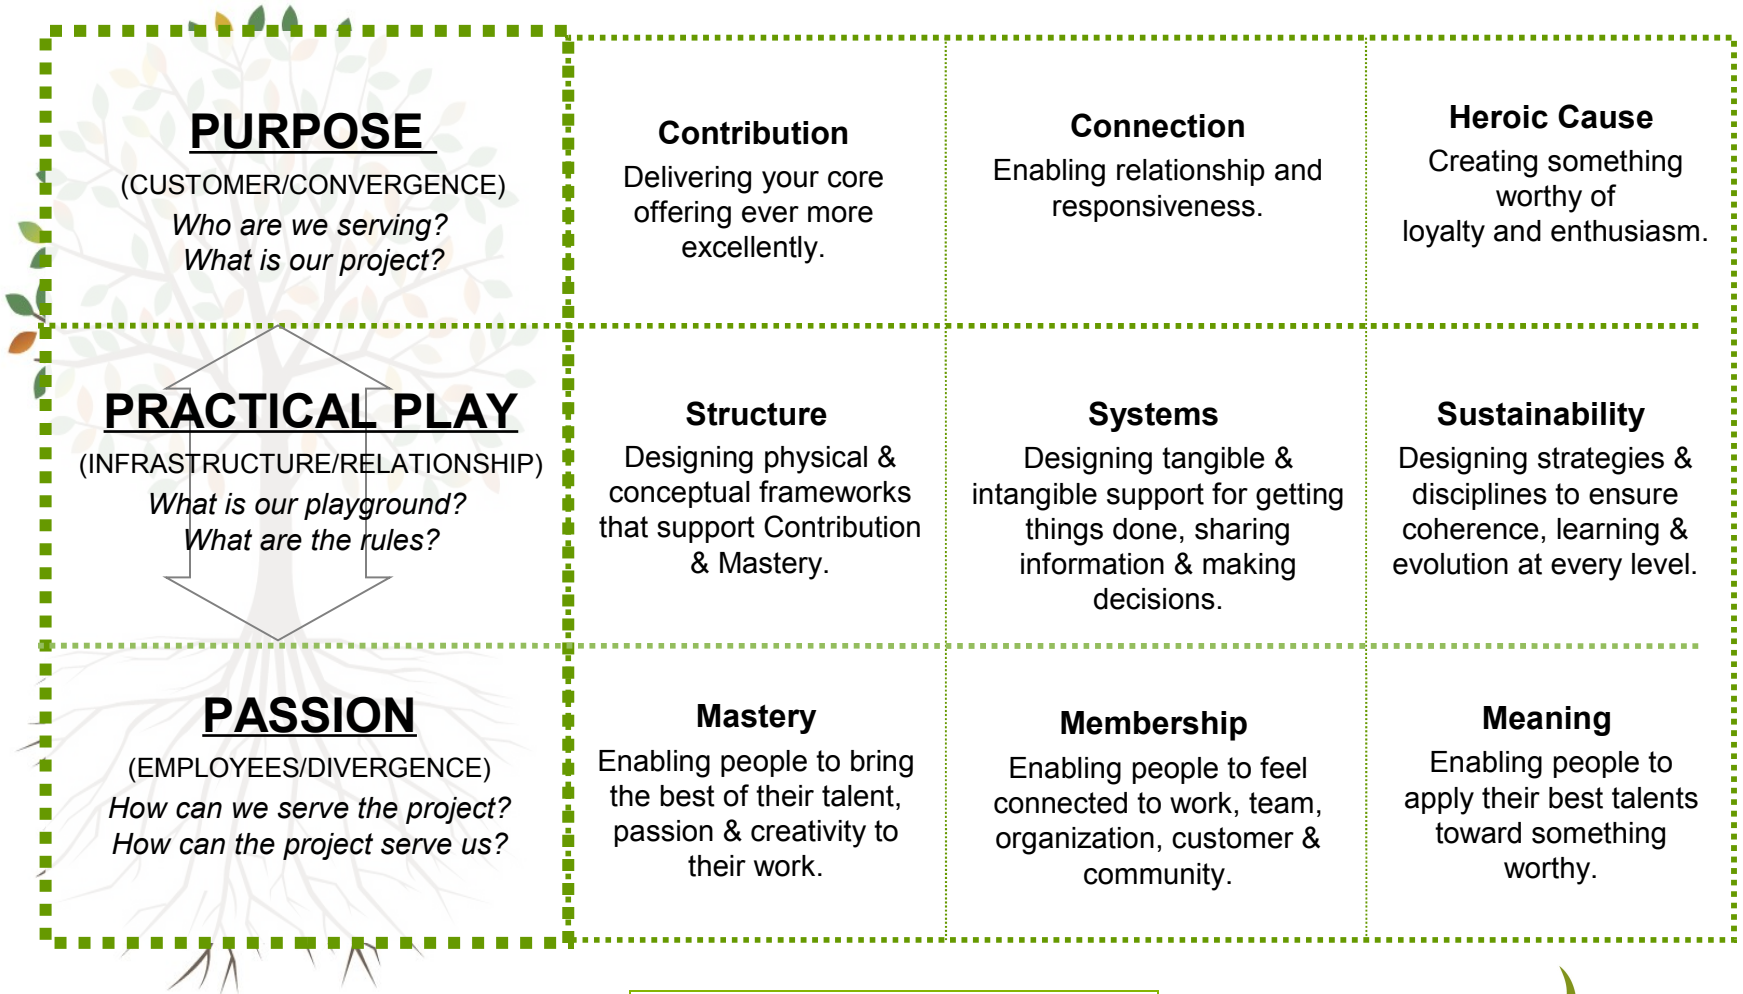 PURPOSE
(CUSTOMER/CONVERGENCE)
Who are we serving?
What is our project?
Contribution
Delivering your core
offering ever more
excellently.
Connection
Enabling relationship and
responsiveness.
Heroic Cause
Creating something
worthy of
loyalty and enthusiasm.
PRACTICAL PLAY
(INFRASTRUCTURE/RELATIONSHIP)
What is our playground?
What are the rules?
Structure
Designing physical &
conceptual frameworks
that support Contribution
& Mastery.
Systems
Designing tangible &
intangible support for getting
things done, sharing
information & making
decisions.
Sustainability
Designing strategies &
disciplines to ensure
coherence, learning &
evolution at every level.
PASSION
(EMPLOYEES/DIVERGENCE)
How can we serve the project?
How can the project serve us?
Mastery
Enabling people to bring
the best of their talent,
passion & creativity to
their work.
Membership
Enabling people to feel
connected to work, team,
organization, customer &
community.
Meaning
Enabling people to
apply their best talents
toward something
worthy.